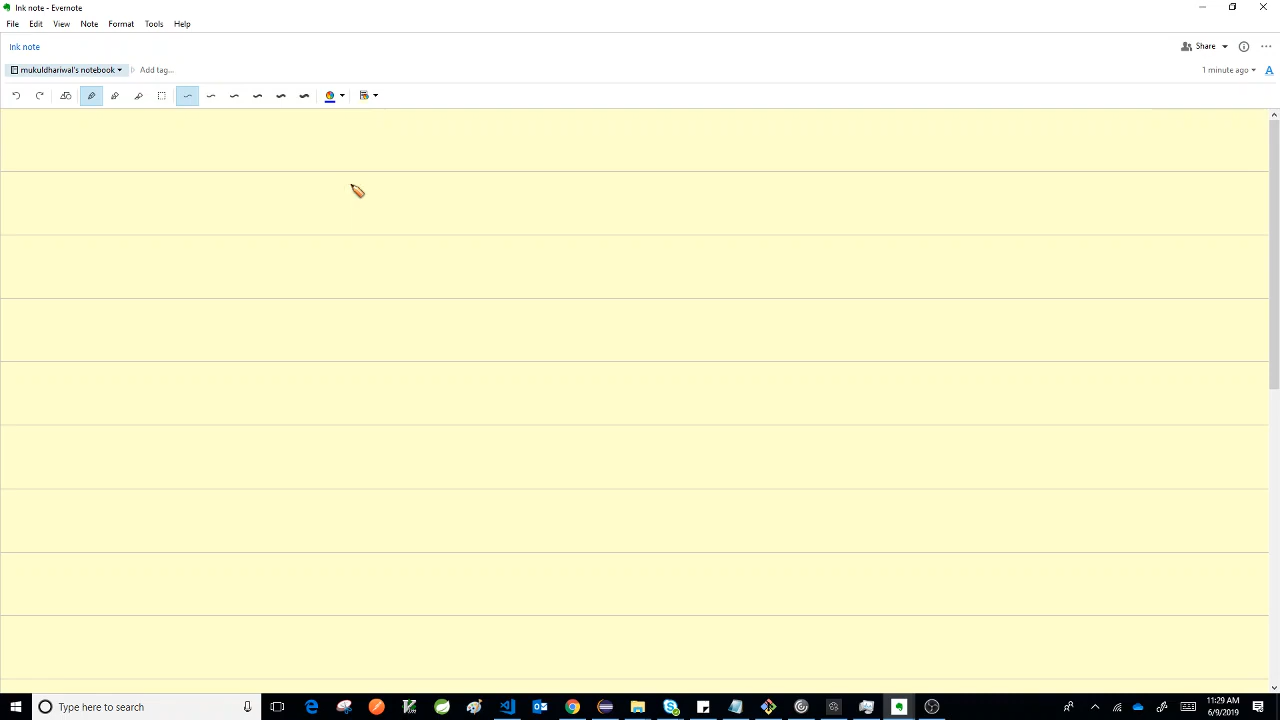 Ink note - Evernote
File Edit View Note Format Tools Help
Ink note
Share
mukuldhariwal's notebook
Add tag...
1 minute ago
A
Type here to search
11:29 AM
6/9/2019